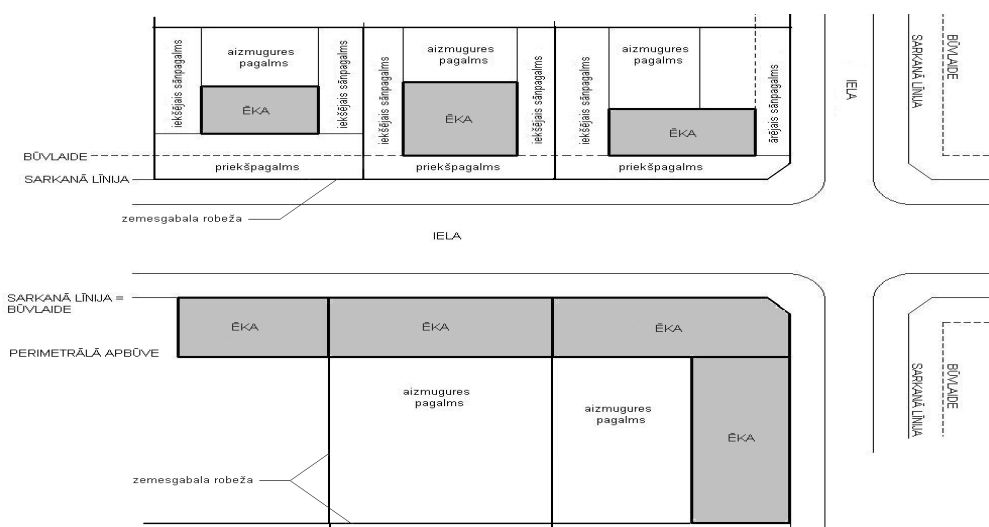 aizmugures
pagalms
aizmugures
pagalms
aizmugures
pagalms
iekšējais sānpagalms
iekšējais sānpagalms
iekšējais sānpagalms
iekšējais sānpagalms
iekšējais sānpagalms
ārējais sānpagalms
ĒKA
ĒKA
ĒKA
BŪVLAIDE
SARKANĀ LĪNIJA
priekšpagalms
priekšpagalms
priekšpagalms
zemesgabala robeža
IELA
IELA
SARKANĀ LĪNIJA
BŪVLAIDE
SARKANĀ LĪNIJA =
BŪVLAIDE
ĒKA
ĒKA
ĒKA
PERIMETRĀLĀ APBŪVE
aizmugures
pagalms
aizmugures
pagalms
ĒKA
SARKANĀ LĪNIJA
BŪVLAIDE
zemesgabala robeža